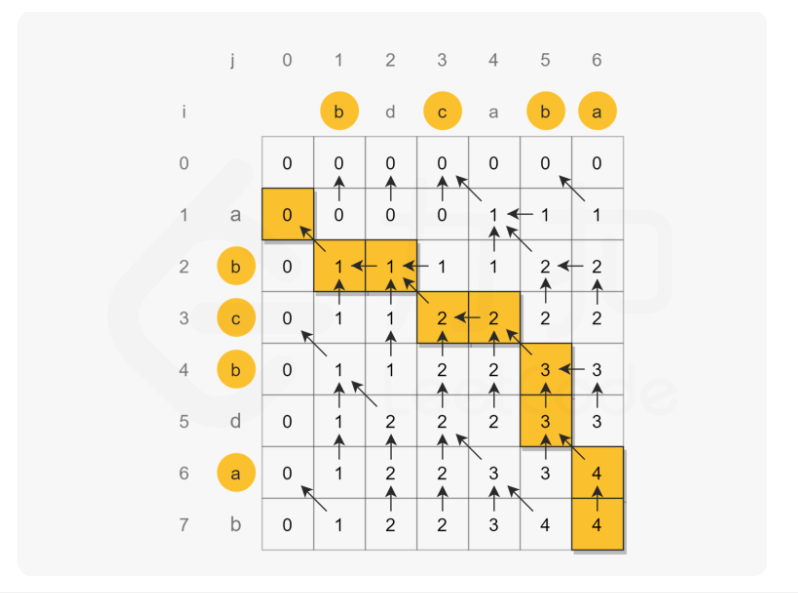 j 0 1 2 3 4 5 6
i b d c a b a
0 0 0 0 0 0 0 0
1 a 0 0 0 0 1 1 1
2 b 0 1 1 1 1 2 2
3 c 0 1 1 2 2 2 2
4 b 0 1 1 2 2 3 3
5 d 0 1 2 2 2 3 3
6 a 0 1 2 2 3 3 4
7 b 0 1 2 2 3 4 4